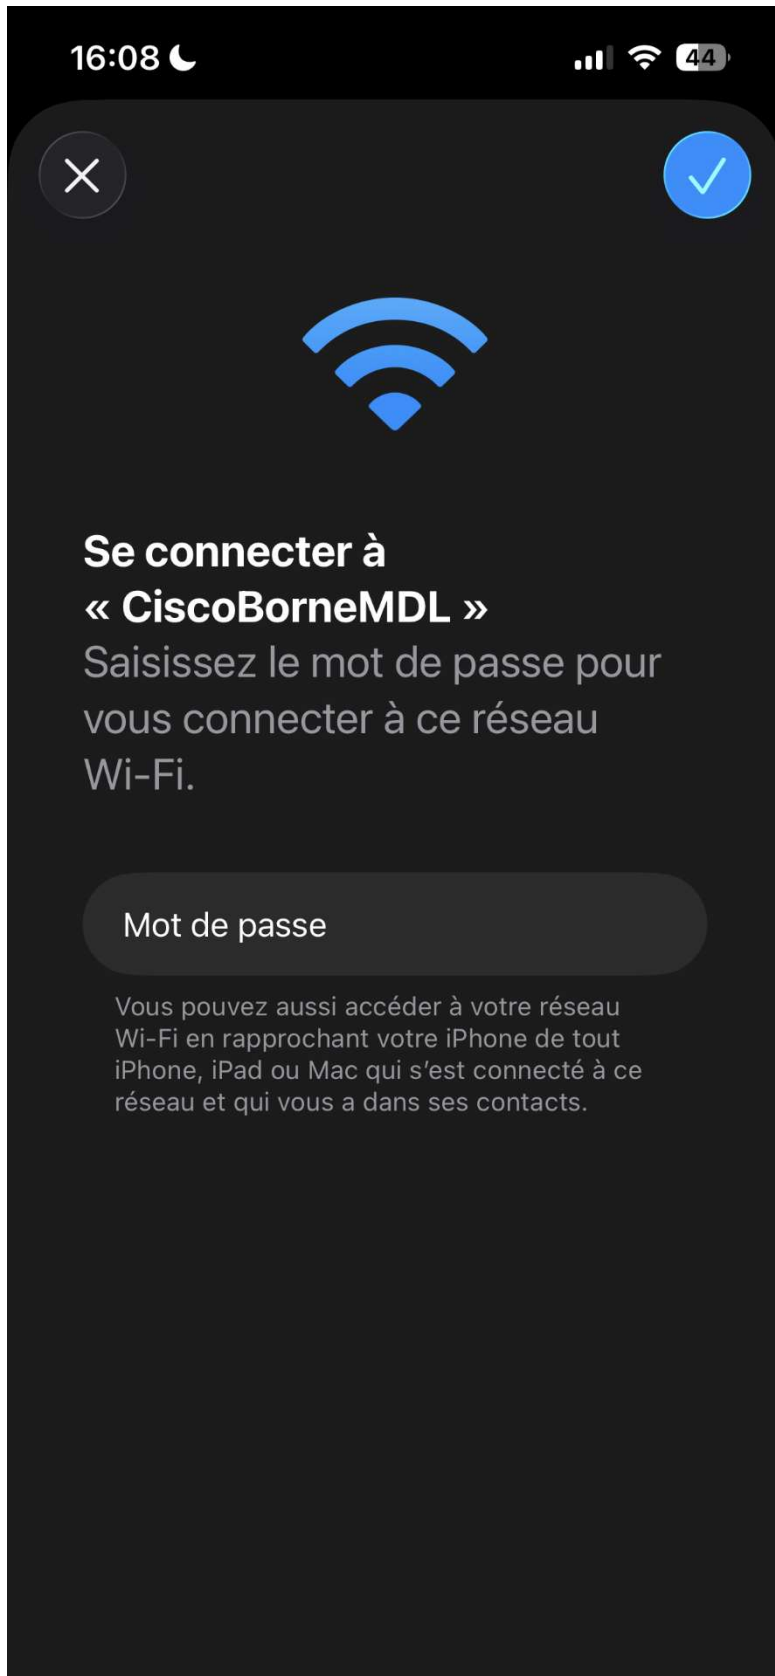 16:08
44
Se connecter à
« CiscoBorneMDL »
Saisissez le mot de passe pour
vous connecter à ce réseau
Wi-Fi.
Mot de passe
Vous pouvez aussi accéder à votre réseau
Wi-Fi en rapprochant votre iPhone de tout
iPhone, iPad ou Mac qui s’est connecté à ce
réseau et qui vous a dans ses contacts.